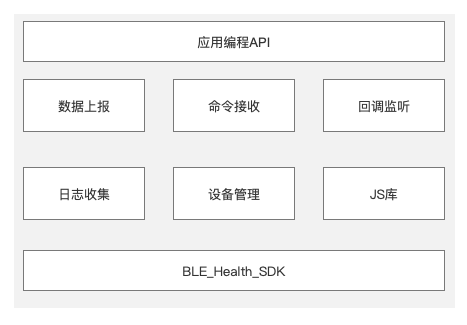 应用编程API
数据上报
命令接收
回调监听
日志收集
设备管理
JS库
BLE_Health_SDK